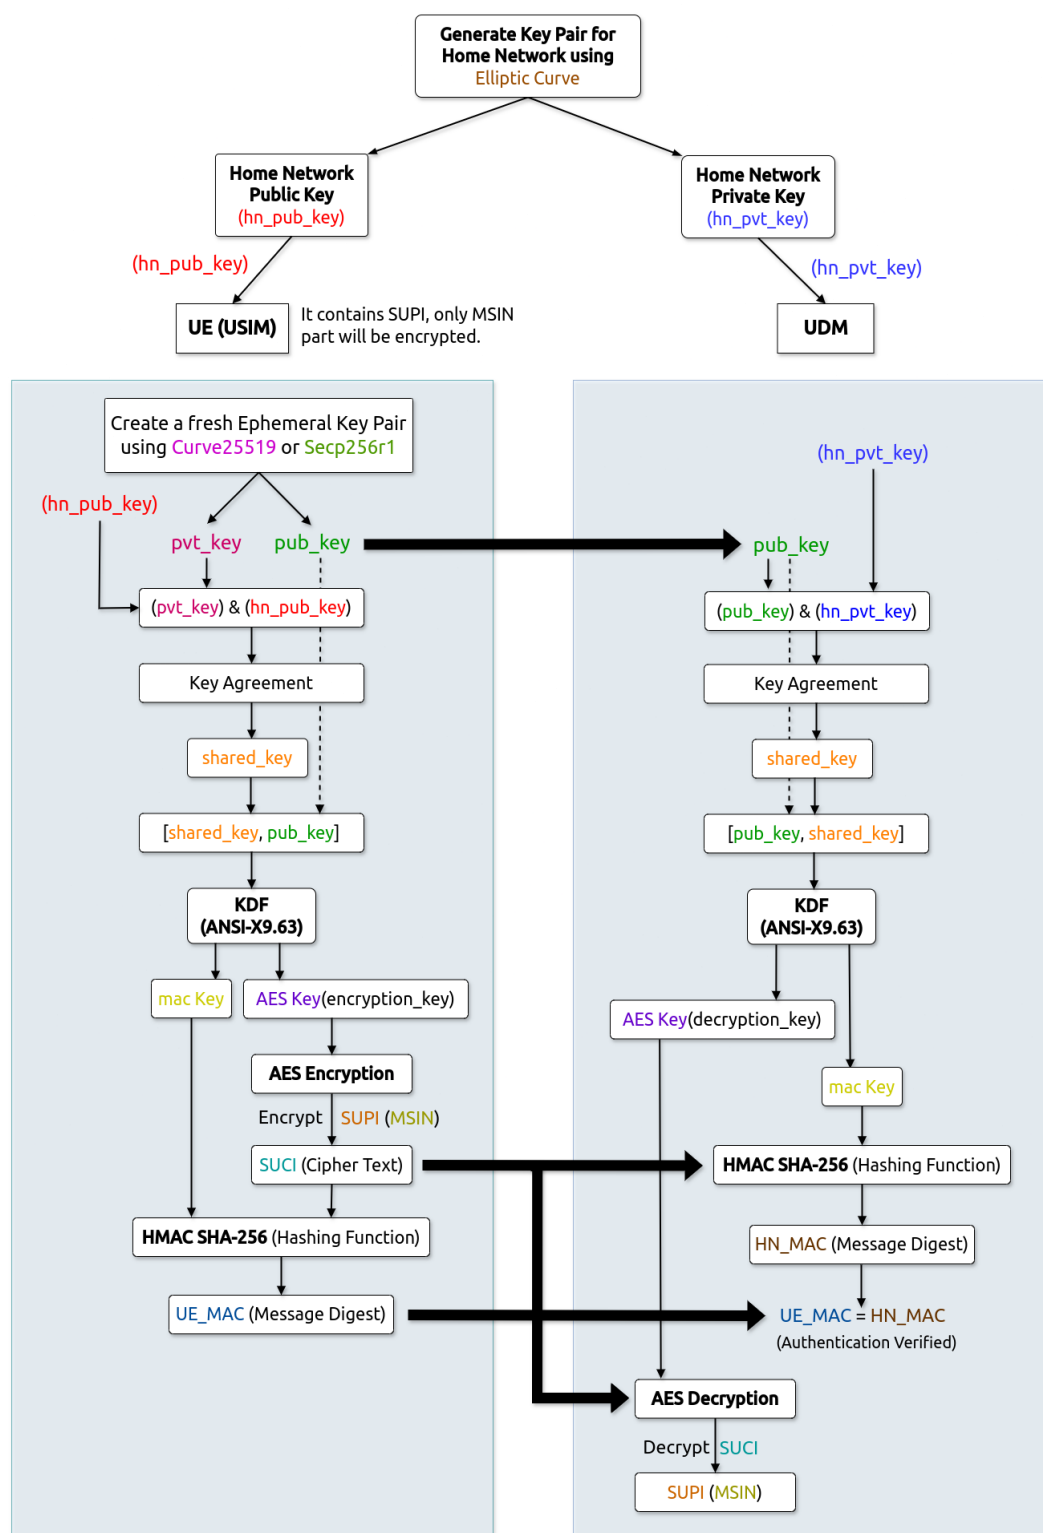 Generate Key Pair for
Home Network using
Elliptic Curve
Home Network
Public Key
(hn_pub_key)
Home Network
Private Key
(hn_pvt_key)
(hn_pub_key)
(hn_pvt_key)
UE (USIM)
It contains SUPI, only MSIN
part will be encrypted.
UDM
Create a fresh Ephemeral Key Pair
using Curve25519 or Secp256r1
(hn_pub_key)
pvt_key
pub_key
(pvt_key) & (hn_pub_key)
Key Agreement
shared_key
[shared_key, pub_key]
KDF
(ANSI-X9.63)
mac Key
AES Key(encryption_key)
AES Encryption
Encrypt SUPI (MSIN)
SUCI (Cipher Text)
HMAC SHA-256 (Hashing Function)
UE_MAC (Message Digest)
(hn_pvt_key)
pub_key
(pub_key) & (hn_pvt_key)
Key Agreement
shared_key
[pub_key, shared_key]
KDF
(ANSI-X9.63)
AES Key(decryption_key)
mac Key
HMAC SHA-256 (Hashing Function)
HN_MAC (Message Digest)
UE_MAC = HN_MAC
(Authentication Verified)
AES Decryption
Decrypt SUCI
SUPI (MSIN)